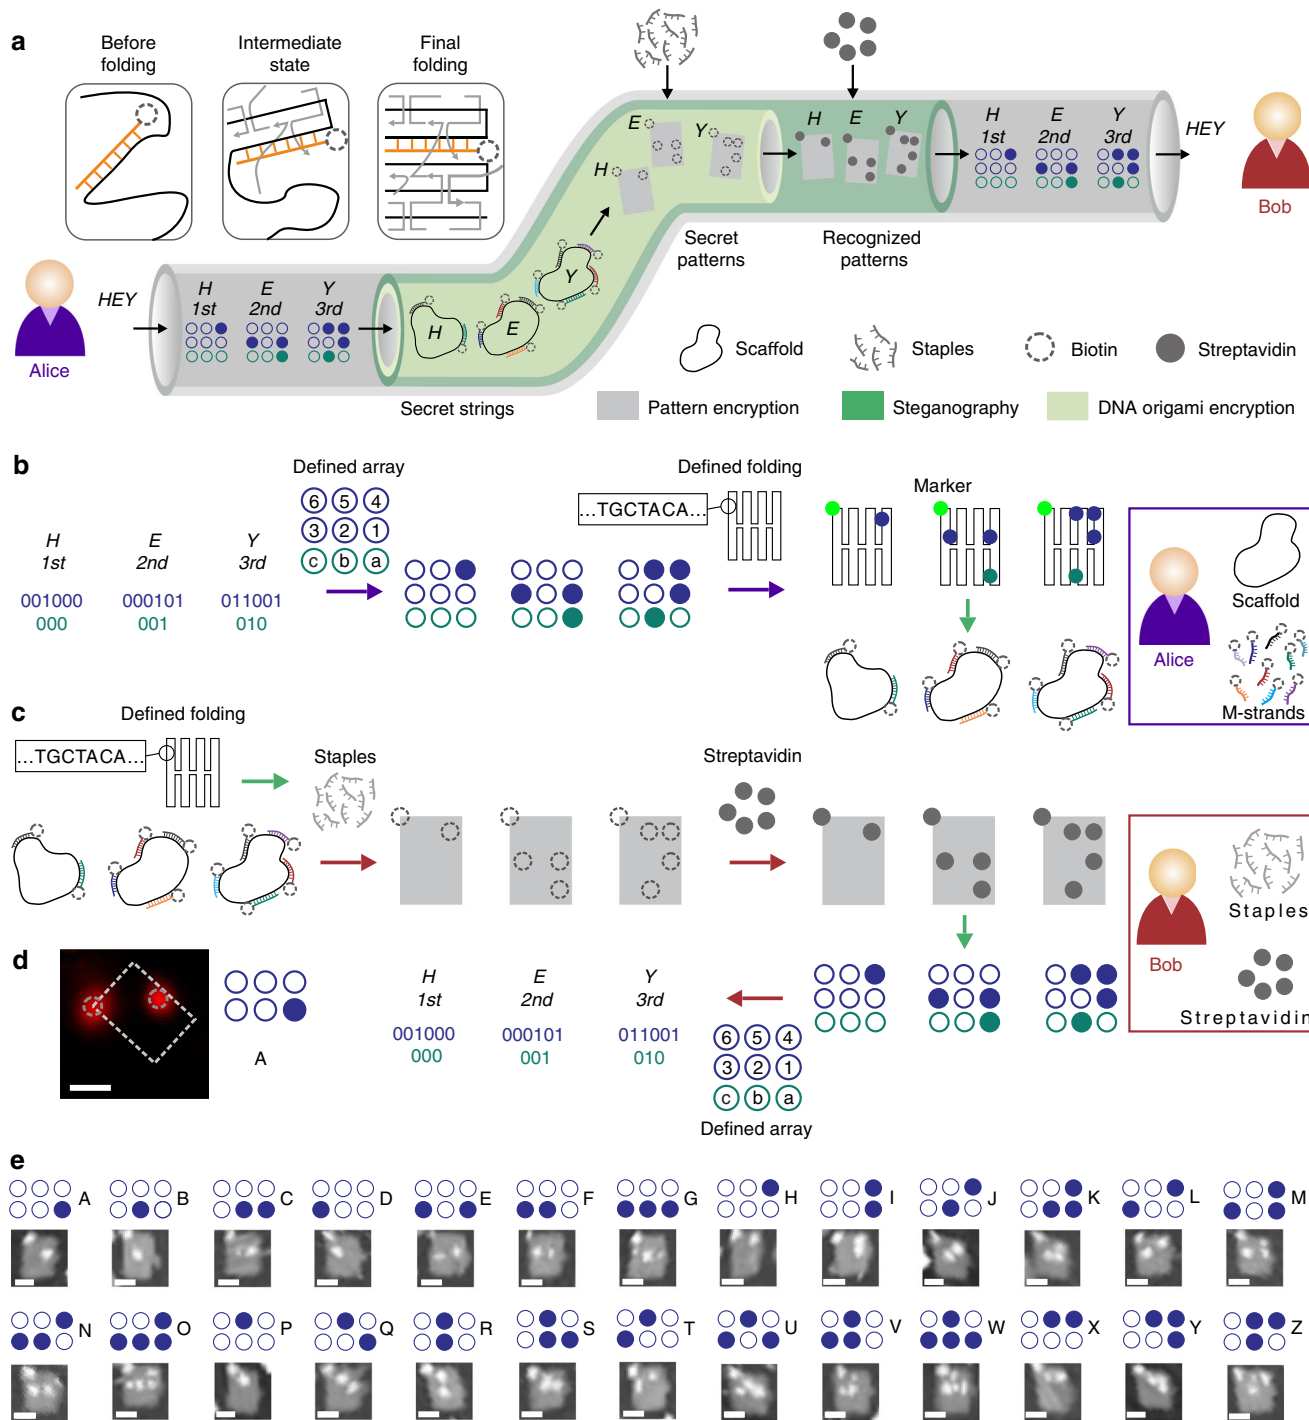 a
Before
folding
Intermediate
state
Final
folding
E
Y
H
H E Y
H E Y
1st 2nd 3rd
HEY
Bob
Secret
patterns
Recognized
patterns
Alice
HEY
H E Y
1st 2nd 3rd
H
E
Y
Secret strings
Scaffold
Staples
Biotin
Streptavidin
Pattern encryption
Steganography
DNA origami encryption
b
Defined array
6 5 4
3 2 1
c b a
H E Y
1st 2nd 3rd
001000 000101 011001
000 001 010
Defined folding
...TGCTACA...
Marker
Alice
Scaffold
M-strands
c
Defined folding
...TGCTACA...
Staples
Streptavidin
Bob
Staples
Streptavidin
d
A
H E Y
1st 2nd 3rd
001000 000101 011001
000 001 010
6 5 4
3 2 1
c b a
Defined array
e
A B C D E F G H I J K L M
N O P Q R S T U V W X Y Z